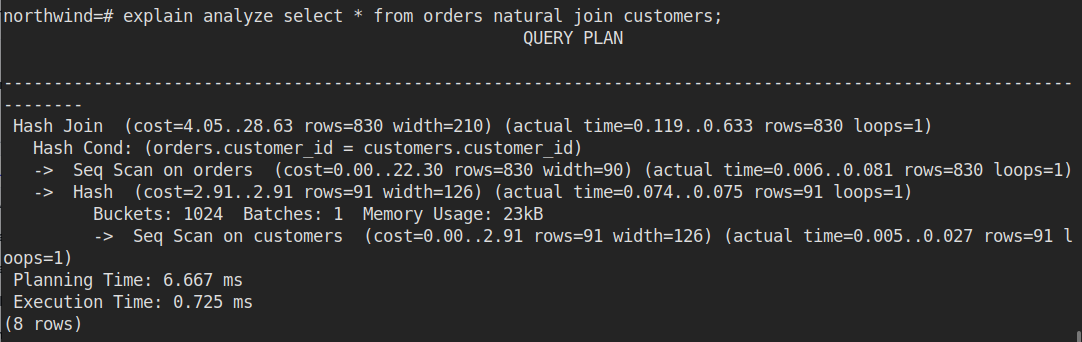 northwind=# explain analyze select * from orders natural join customers;
QUERY PLAN
-----------------------------------------------------------------------------------------------------------
--------
Hash Join  (cost=4.05..28.63 rows=830 width=210) (actual time=0.119..0.633 rows=830 loops=1)
Hash Cond: (orders.customer_id = customers.customer_id)
->  Seq Scan on orders  (cost=0.00..22.30 rows=830 width=90) (actual time=0.006..0.081 rows=830 loops=1)
->  Hash  (cost=2.91..2.91 rows=91 width=126) (actual time=0.074..0.075 rows=91 loops=1)
Buckets: 1024  Batches: 1  Memory Usage: 23kB
->  Seq Scan on customers  (cost=0.00..2.91 rows=91 width=126) (actual time=0.005..0.027 rows=91 l
oops=1)
Planning Time: 6.667 ms
Execution Time: 0.725 ms
(8 rows)